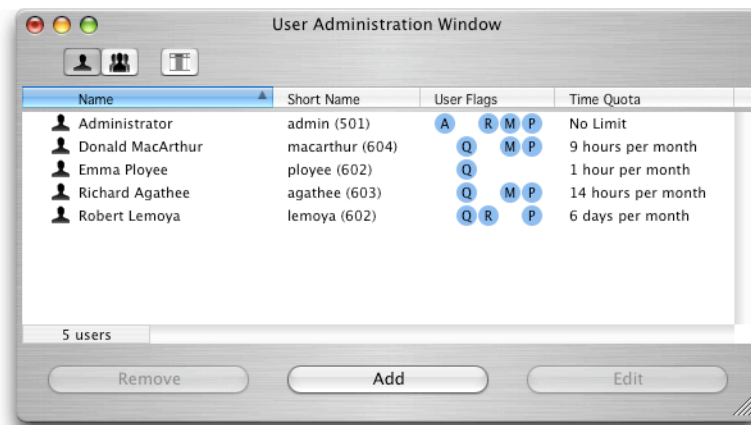 User Administration Window
Name Short Name User Flags Time Quota
Administrator admin (501) A R M P No Limit
Donald MacArthur macarthur (604) Q M P 9 hours per month
Emma Ployee ployee (602) Q 1 hour per month
Richard Agathee agathee (603) Q M P 14 hours per month
Robert Lemoya lemoya (602) Q R P 6 days per month
5 users
Remove Add Edit